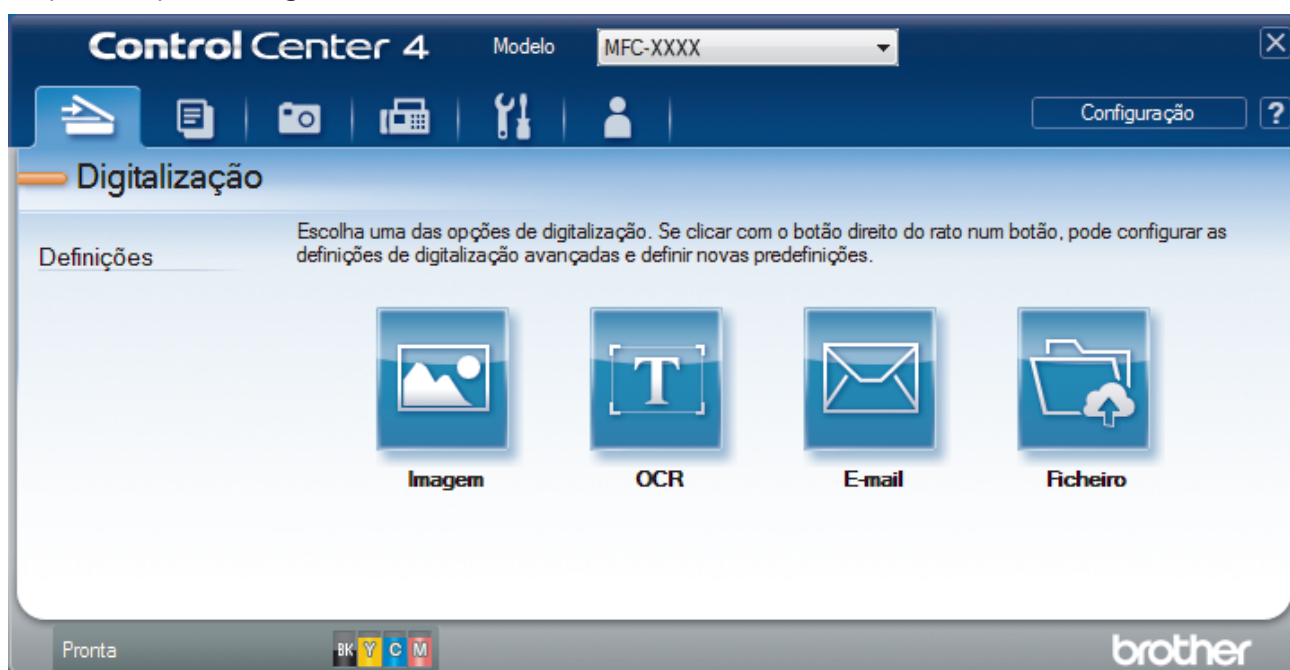 Control Center 4
Modelo
MFC-XXXX
Configuração
?
Digitalização
Definições
Escolha uma das opções de digitalização. Se clicar com o botão direito do rato num botão, pode configurar as
definições de digitalização avançadas e definir novas predefinições.
T
Imagem
OCR
E-mail
Ficheiro
Pronta
BK Y C M
brother